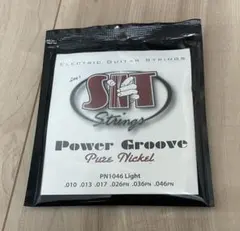 ELECTRIC GUITAR STRINGS
SIT
Strings
Power Groove
Pure Nickel
PN1046 Light
.010 .013 .017 .026PN .036PN .046PN